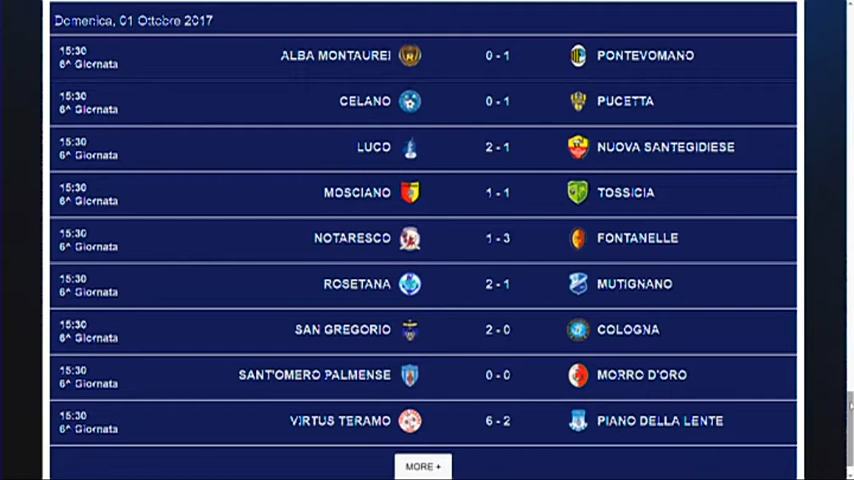 Domenica, 01 Ottobre 2017
15:30 ALBA MONTAUREI 0 - 1 PONTEVOMANO
6^ Giornata
15:30 CELANO 0 - 1 PUCETTA
6^ Giornata
15:30 LUCO 2 - 1 NUOVA SANTEGIDIESE
6^ Giornata
15:30 MOSCIANO 1 - 1 TOSSICIA
6^ Giornata
15:30 NOTARESCO 1 - 3 FONTANELLE
6^ Giornata
15:30 ROSETANA 2 - 1 MUTIGNANO
6^ Giornata
15:30 SAN GREGORIO 2 - 0 COLOGNA
6^ Giornata
15:30 SANT'OMERO PALMENSE 0 - 0 MORRO D'ORO
6^ Giornata
15:30 VIRTUS TERAMO 6 - 2 PIANO DELLA LENTE
6^ Giornata
MORE +